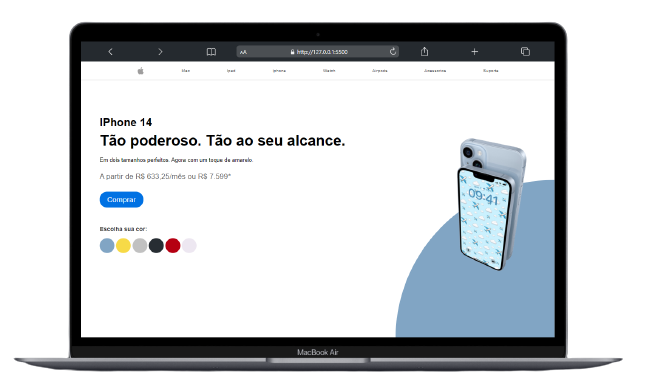 http://127.0.0.1:5500
Mac Ipad Iphone Watch Airpods Acessorios Suporte
IPhone 14
Tão poderoso. Tão ao seu alcance.
Em dois tamanhos perfeitos. Agora com um toque de amarelo.
A partir de R$ 633,25/mês ou R$ 7.599*
Comprar
Escolha sua cor:
09:41
MacBook Air